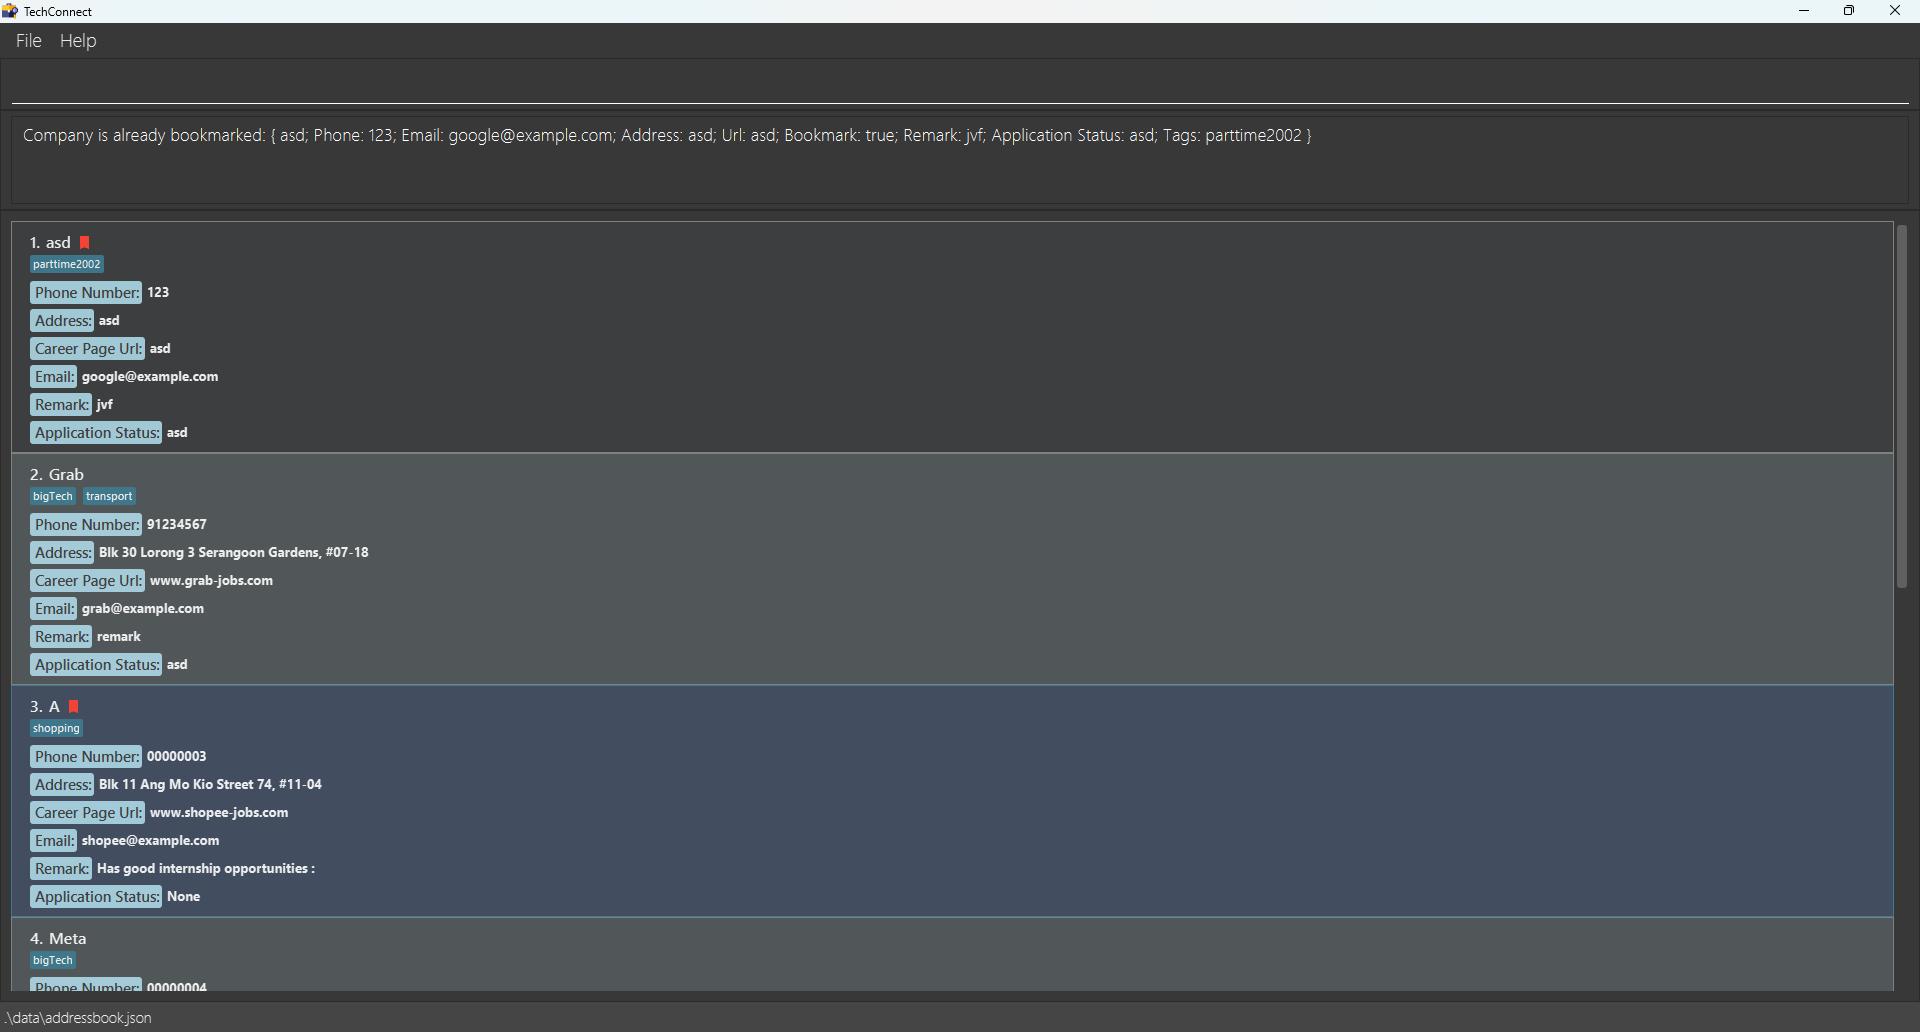 TechConnect
File Help
Company is already bookmarked: { asd; Phone: 123; Email: google@example.com; Address: asd; Url: asd; Bookmark: true; Remark: jvf; Application Status: asd; Tags: parttime2002 }
1. asd
parttime2002
Phone Number: 123
Address: asd
Career Page Url: asd
Email: google@example.com
Remark: jvf
Application Status: asd
2. Grab
bigTech transport
Phone Number: 91234567
Address: Blk 30 Lorong 3 Serangoon Gardens, #07-18
Career Page Url: www.grab-jobs.com
Email: grab@example.com
Remark: remark
Application Status: asd
3. A
shopping
Phone Number: 00000003
Address: Blk 11 Ang Mo Kio Street 74, #11-04
Career Page Url: www.shopee-jobs.com
Email: shopee@example.com
Remark: Has good internship opportunities :
Application Status: None
4. Meta
bigTech
Phone Number: 00000004
.\data\addressbook.json